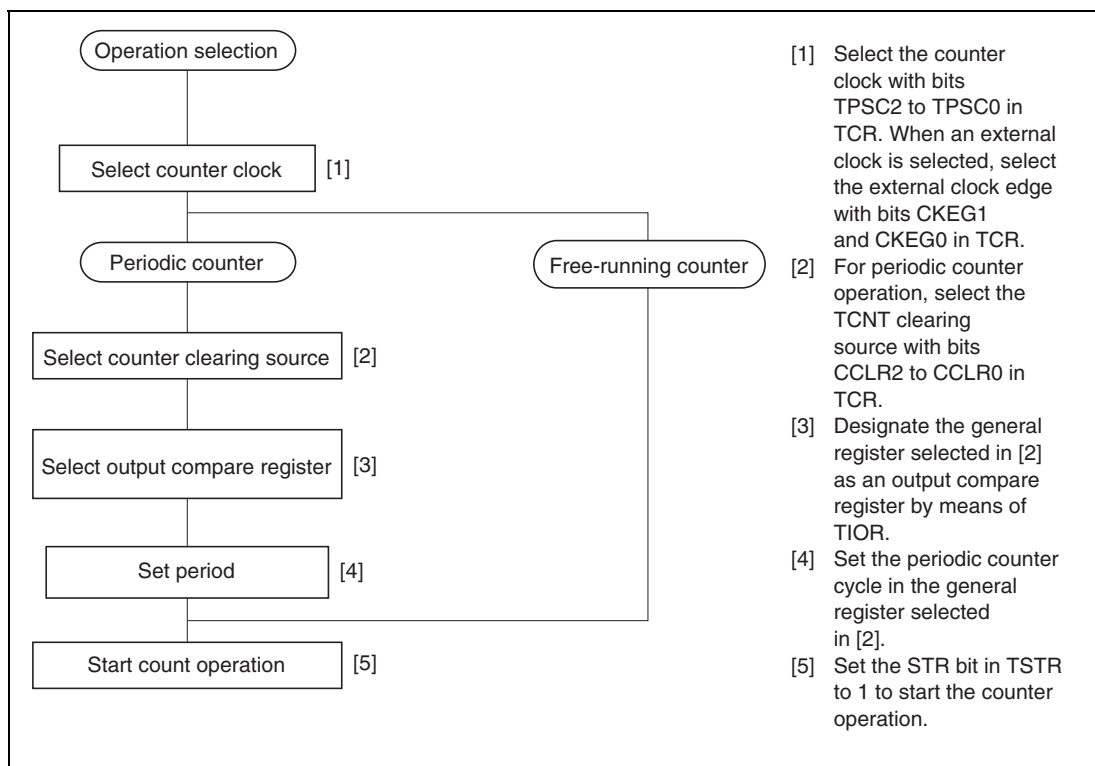 Operation selection
Select counter clock
[1]
Periodic counter
Free-running counter
Select counter clearing source
[2]
Select output compare register
[3]
Set period
[4]
Start count operation
[5]
[1] Select the counter
clock with bits
TPSC2 to TPSC0 in
TCR. When an external
clock is selected, select
the external clock edge
with bits CKEG1
and CKEG0 in TCR.
[2] For periodic counter
operation, select the
TCNT clearing
source with bits
CCLR2 to CCLR0 in
TCR.
[3] Designate the general
register selected in [2]
as an output compare
register by means of
TIOR.
[4] Set the periodic counter
cycle in the general
register selected
in [2].
[5] Set the STR bit in TSTR
to 1 to start the counter
operation.